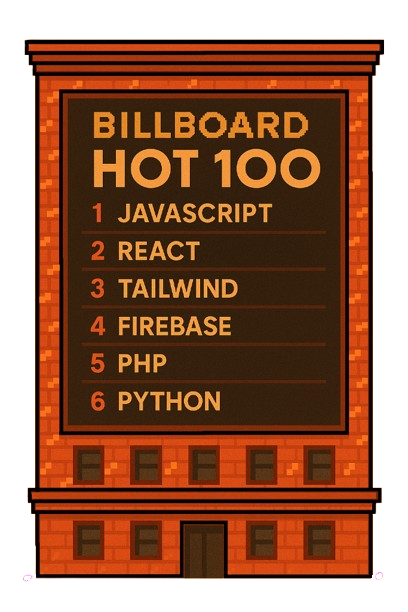 BILLBOARD
HOT 100
1 JAVASCRIPT
2 REACT
3 TAILWIND
4 FIREBASE
5 PHP
6 PYTHON